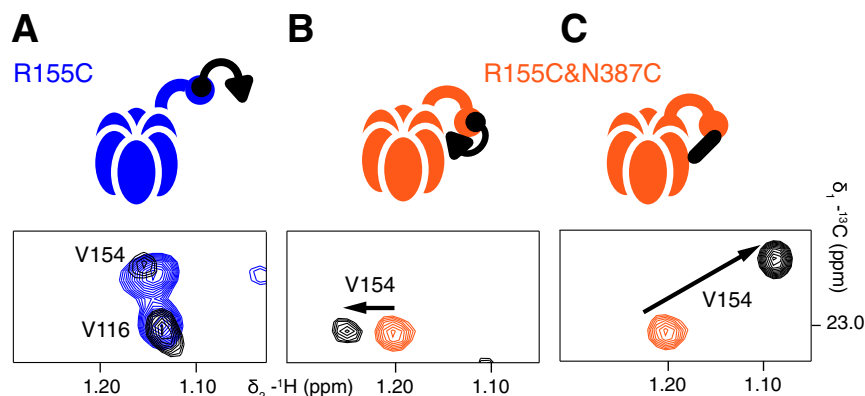 A
B
C
R155C
R155C&N387C
V154
V116
V154
V154
δ₁ -¹³C (ppm)
23.0
1.20
δ₂ -¹H (ppm)
1.10
1.20
1.10
1.20
1.10